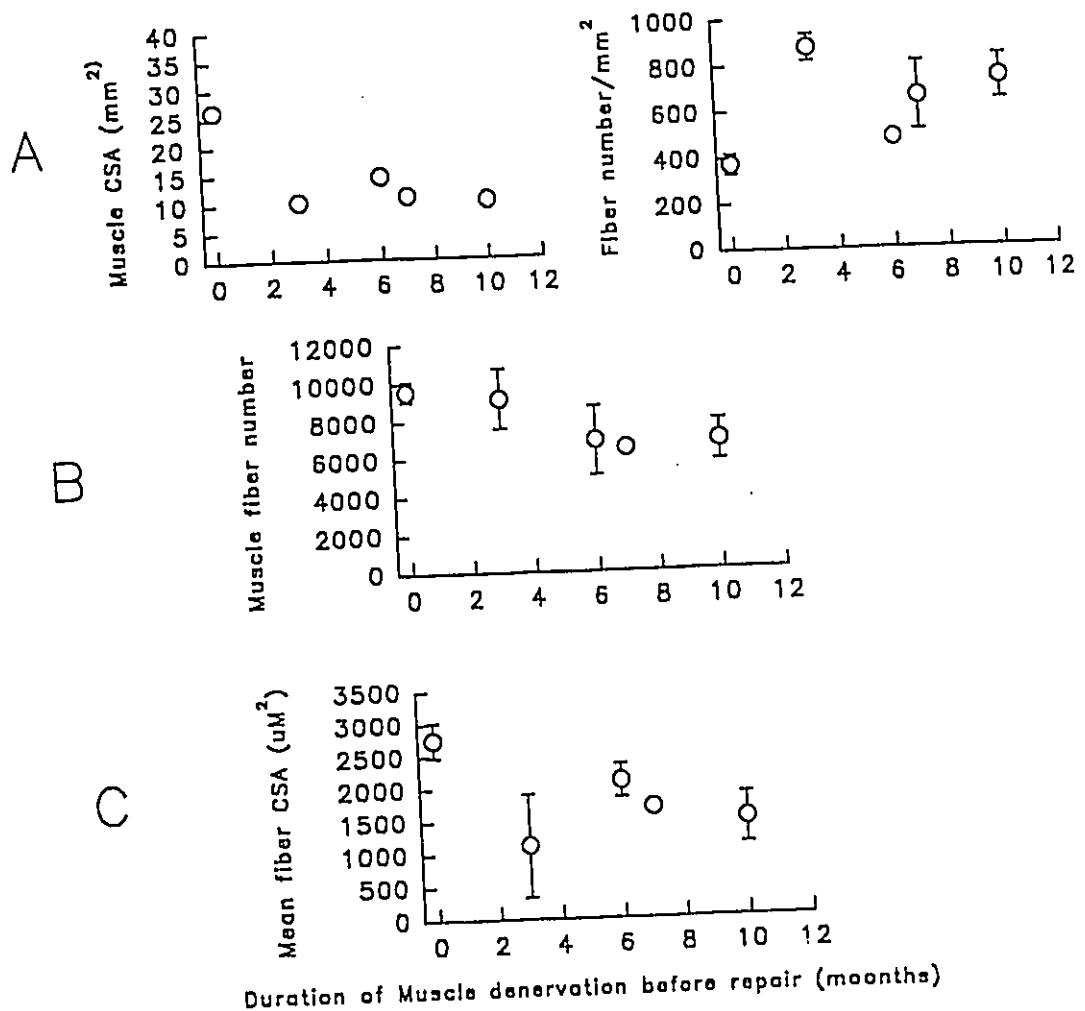 A
Muscle CSA (mm²)
40
35
30
25
20
15
10
5
0
0 2 4 6 8 10 12
Fiber number/mm²
1000
800
600
400
200
0
0 2 4 6 8 10 12
B
Muscle fiber number
12000
10000
8000
6000
4000
2000
0
0 2 4 6 8 10 12
C
Mean fiber CSA (uM²)
3500
3000
2500
2000
1500
1000
500
0
0 2 4 6 8 10 12
Duration of Muscle denervation before repair (moonths)